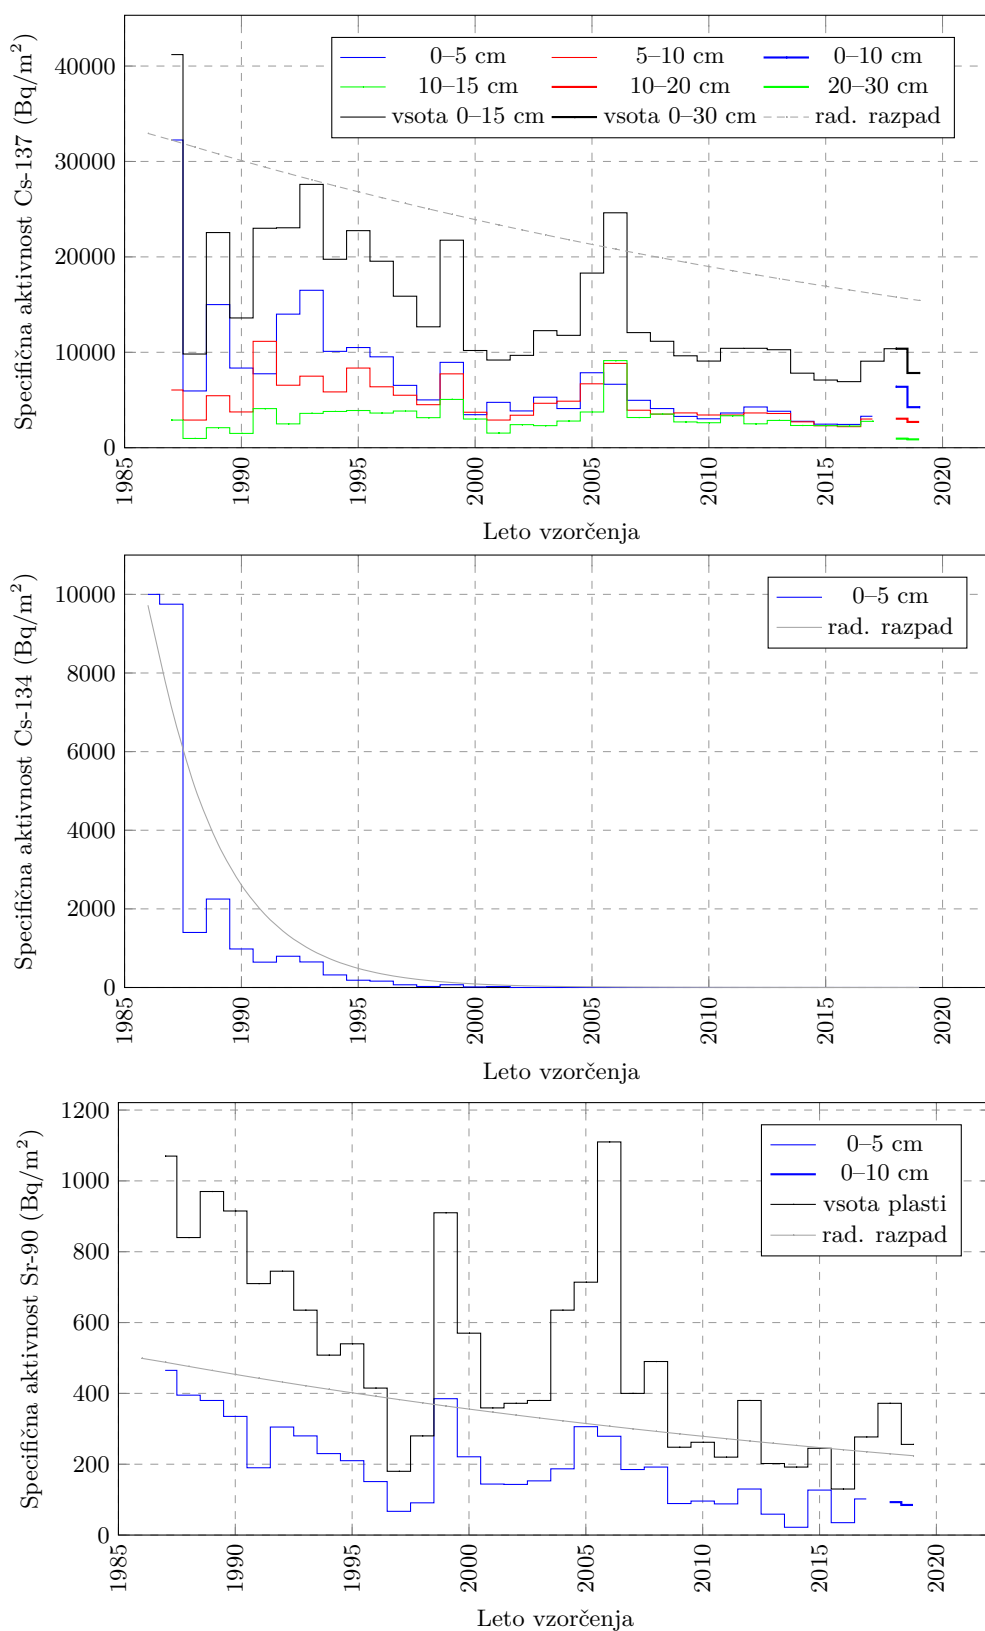 Specifična aktivnost Cs-137 (Bq/m²)
0–5 cm 5–10 cm 0–10 cm
10–15 cm 10–20 cm 20–30 cm
vsota 0–15 cm vsota 0–30 cm rad. razpad
40000
30000
20000
10000
0
1985 1990 1995 2000 2005 2010 2015 2020
Leto vzorčenja
Specifična aktivnost Cs-134 (Bq/m²)
0–5 cm
rad. razpad
10000
8000
6000
4000
2000
0
1985 1990 1995 2000 2005 2010 2015 2020
Leto vzorčenja
Specifična aktivnost Sr-90 (Bq/m²)
0–5 cm
0–10 cm
vsota plasti
rad. razpad
1200
1000
800
600
400
200
0
1985 1990 1995 2000 2005 2010 2015 2020
Leto vzorčenja